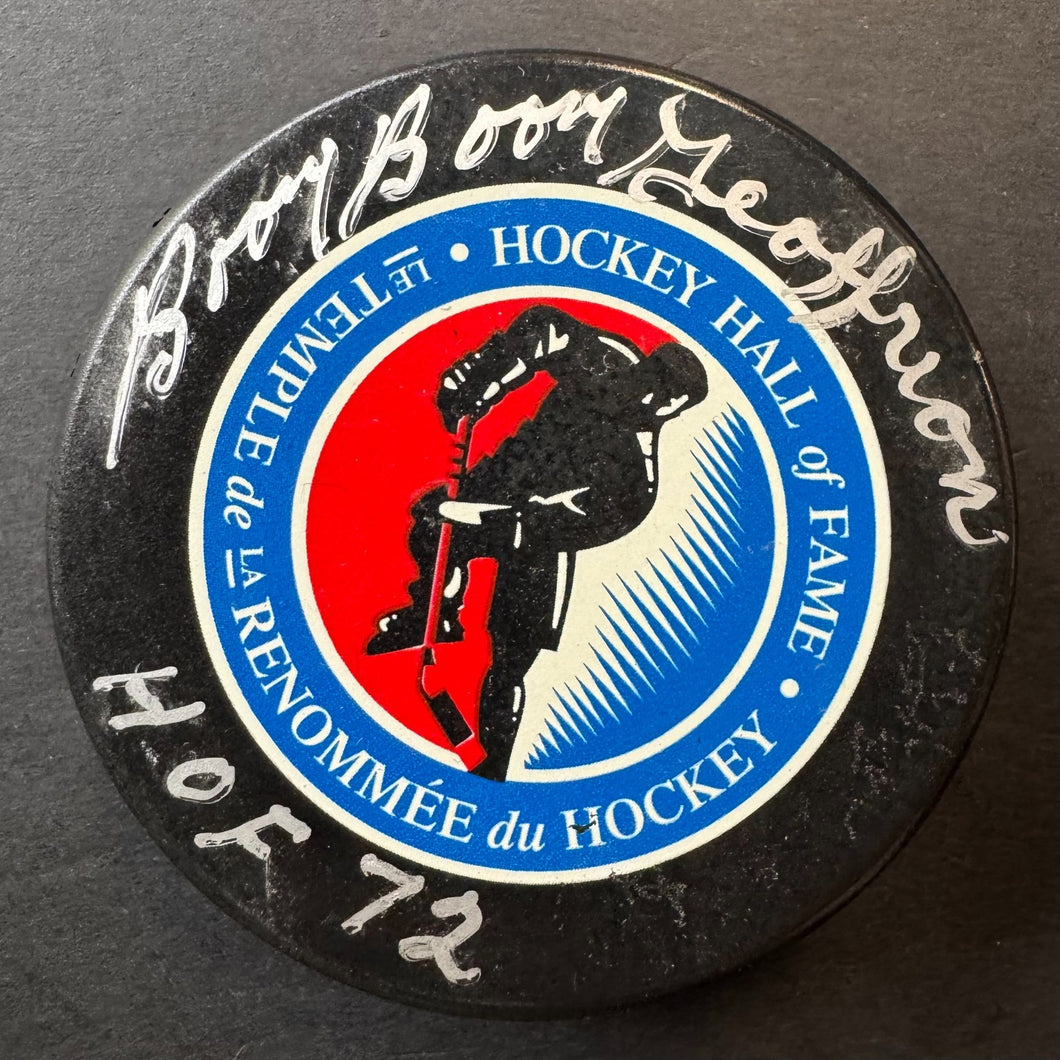 Boom Boom Geoffrion
HOCKEY HALL of FAME •
LE TEMPLE de LA RENOMMÉE du HOCKEY •
HOF 72